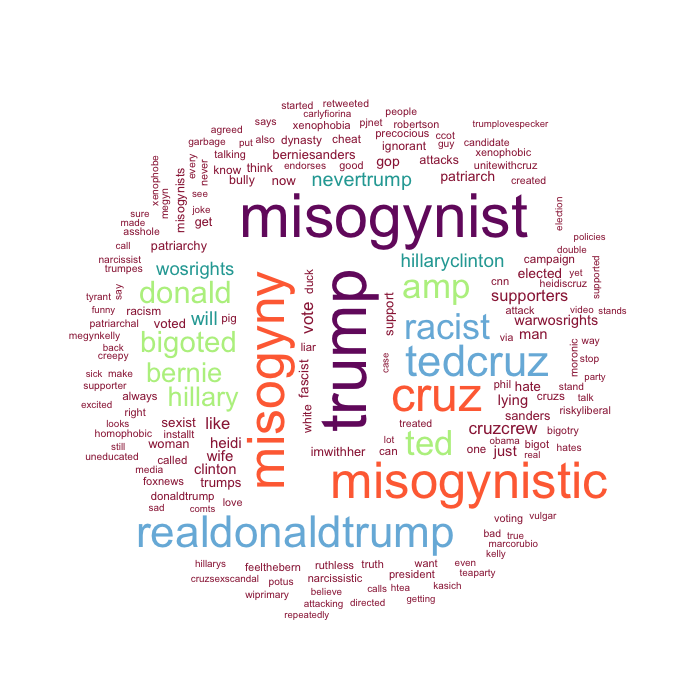 started retweeted
carlyfiorina people
says xenophobia pjnet robertson trumplovespecker
agreed precocious ccot
garbage put also dynasty cheat ignorant guy candidate
talking berniesanders attacks xenophobic
know think endorses good gop unitewithcruz
bully now nevertrump patriarch created
xenophobe
megyn
misogynists
every
never
see
sure joke get misogynist election
made
asshole policies
call patriarchy double
narcissist wosrights hillaryclinton campaign
trumpes cnn elected yet
tyrant say donald misogyny duck trump amp supporters heidiscruz supported
funny racism vote support attack video stands
patriarchal voted will pig racist warwosrights
megynkelly liar via man way
back bigoted tedcruz moronic stop
creepy case
sick make bernie fascist cruz phil hate party
supporter always hillary lying cruzs stand talk
excited right white sanders riskyliberal
looks sexist like treated cruzcrew bigotry
homophobic installt
still woman heidi lot ted one obama bigot hates
uneducated called wife imwithher can just real
media clinton
foxnews trumps misogynistic
donaldtrump
sad comts love
realdonaldtrump voting vulgar
bad true
marcorubio
kelly
hillarys feelthebern ruthless truth want even
cruzsexscandal potus narcissistic president teaparty
wiprimary believe calls htea kasich
attacking directed getting
repeatedly